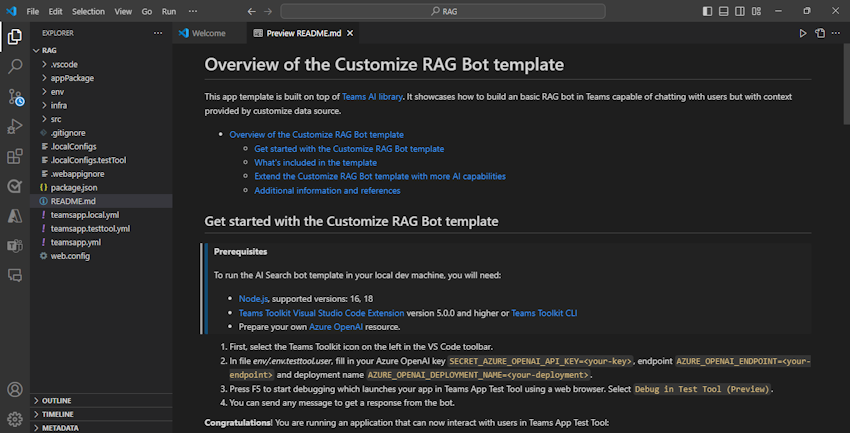 File Edit Selection View Go Run ··· RAG
EXPLORER ···
Welcome
Preview README.md
RAG
.vscode
appPackage
env
infra
src
.gitignore
.localConfigs
.localConfigs.testTool
.webappignore
{} package.json
README.md
! teamsapp.local.yml
! teamsapp.testtool.yml
! teamsapp.yml
web.config
OUTLINE
TIMELINE
METADATA
Overview of the Customize RAG Bot template
This app template is built on top of Teams AI library. It showcases how to build an basic RAG bot in Teams capable of chatting with users but with context
provided by customize data source.
• Overview of the Customize RAG Bot template
○ Get started with the Customize RAG Bot template
○ What's included in the template
○ Extend the Customize RAG Bot template with more AI capabilities
○ Additional information and references
Get started with the Customize RAG Bot template
Prerequisites
To run the AI Search bot template in your local dev machine, you will need:
• Node.js, supported versions: 16, 18
• Teams Toolkit Visual Studio Code Extension version 5.0.0 and higher or Teams Toolkit CLI
• Prepare your own Azure OpenAI resource.
1. First, select the Teams Toolkit icon on the left in the VS Code toolbar.
2. In file env/.env.testtool.user, fill in your Azure OpenAI key SECRET_AZURE_OPENAI_API_KEY=<your-key>, endpoint AZURE_OPENAI_ENDPOINT=<your-
endpoint> and deployment name AZURE_OPENAI_DEPLOYMENT_NAME=<your-deployment>.
3. Press F5 to start debugging which launches your app in Teams App Test Tool using a web browser. Select Debug in Test Tool (Preview).
4. You can send any message to get a response from the bot.
Congratulations! You are running an application that can now interact with users in Teams App Test Tool: